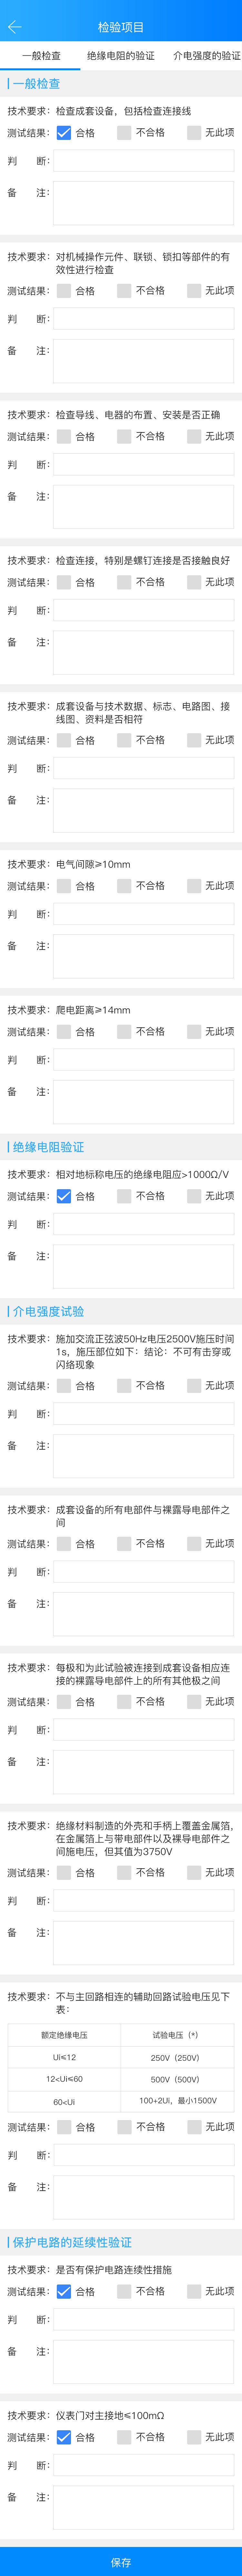 检验项目
一般检查 绝缘电阻的验证 介电强度的验证
一般检查
技术要求：检查成套设备，包括检查连接线
测试结果： 合格 不合格 无此项
判 断：
备 注：
技术要求：对机械操作元件、联锁、锁扣等部件的有
效性进行检查
测试结果： 合格 不合格 无此项
判 断：
备 注：
技术要求：检查导线、电器的布置、安装是否正确
测试结果： 合格 不合格 无此项
判 断：
备 注：
技术要求：检查连接，特别是螺钉连接是否接触良好
测试结果： 合格 不合格 无此项
判 断：
备 注：
技术要求：成套设备与技术数据、标志、电路图、接
线图、资料是否相符
测试结果： 合格 不合格 无此项
判 断：
备 注：
技术要求：电气间隙≥10mm
测试结果： 合格 不合格 无此项
判 断：
备 注：
技术要求：爬电距离≥14mm
测试结果： 合格 不合格 无此项
判 断：
备 注：
绝缘电阻验证
技术要求：相对地标称电压的绝缘电阻应>1000Ω/V
测试结果： 合格 不合格 无此项
判 断：
备 注：
介电强度试验
技术要求：施加交流正弦波50Hz电压2500V施压时间
1s，施压部位如下：结论：不可有击穿或
闪络现象
测试结果： 合格 不合格 无此项
判 断：
备 注：
技术要求：成套设备的所有电部件与裸露导电部件之
间
测试结果： 合格 不合格 无此项
判 断：
备 注：
技术要求：每极和为此试验被连接到成套设备相应连
接的裸露导电部件上的所有其他极之间
测试结果： 合格 不合格 无此项
判 断：
备 注：
技术要求：绝缘材料制造的外壳和手柄上覆盖金属箔，
在金属箔上与带电部件以及裸导电部件之
间施电压，但其值为3750V
测试结果： 合格 不合格 无此项
判 断：
备 注：
技术要求：不与主回路相连的辅助回路试验电压见下
表：
额定绝缘电压 试验电压（*）
Ui≤12 250V（250V）
12<Ui≤60 500V（500V）
60<Ui 100+2Ui，最小1500V
测试结果： 合格 不合格 无此项
判 断：
备 注：
保护电路的延续性验证
技术要求：是否有保护电路连续性措施
测试结果： 合格 不合格 无此项
判 断：
备 注：
技术要求：仪表门对主接地≤100mΩ
测试结果： 合格 不合格 无此项
判 断：
备 注：
保存